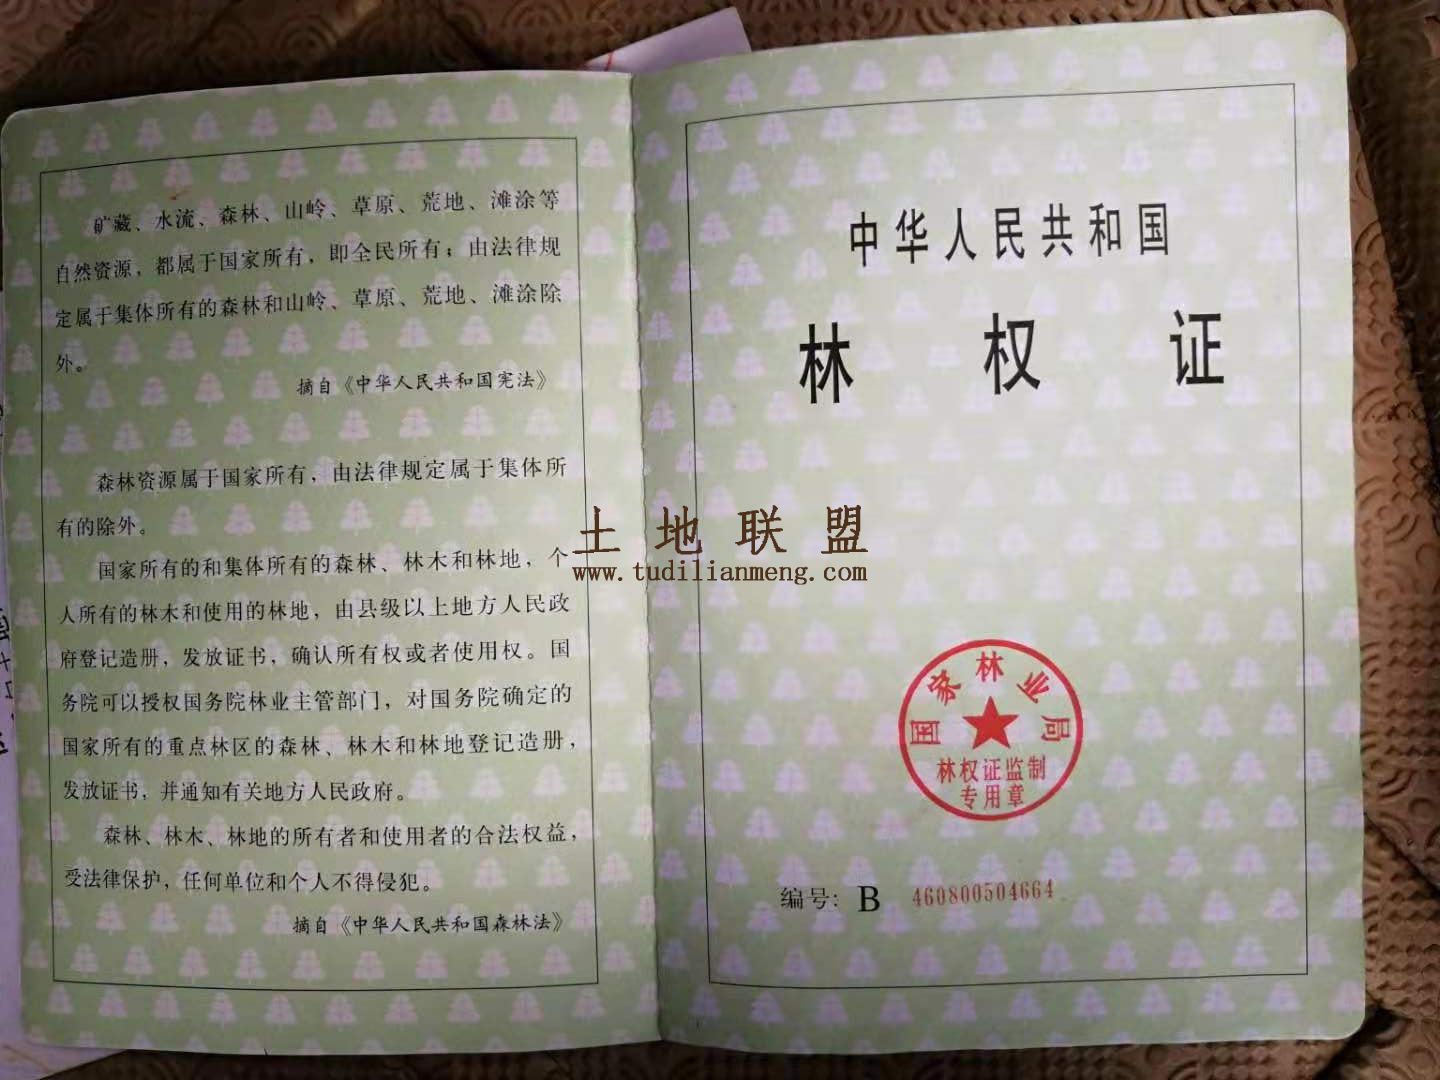 矿藏、水流、森林、山岭、草原、荒地、滩涂等
自然资源，都属于国家所有，即全民所有；由法律规
定属于集体所有的森林和山岭、草原、荒地、滩涂除
外。
摘自《中华人民共和国宪法》
森林资源属于国家所有，由法律规定属于集体所
有的除外。
国家所有的和集体所有的森林、林木和林地，个
人所有的林木和使用的林地，由县级以上地方人民政
府登记造册，发放证书，确认所有权或者使用权。国
务院可以授权国务院林业主管部门，对国务院确定的
国家所有的重点林区的森林、林木和林地登记造册，
发放证书，并通知有关地方人民政府。
森林、林木、林地的所有者和使用者的合法权益，
受法律保护，任何单位和个人不得侵犯。
摘自《中华人民共和国森林法》
中华人民共和国
林权证
国家林业局
林权证监制
专用章
编号：B 460800504664
土地联盟
www.tudilianmeng.com